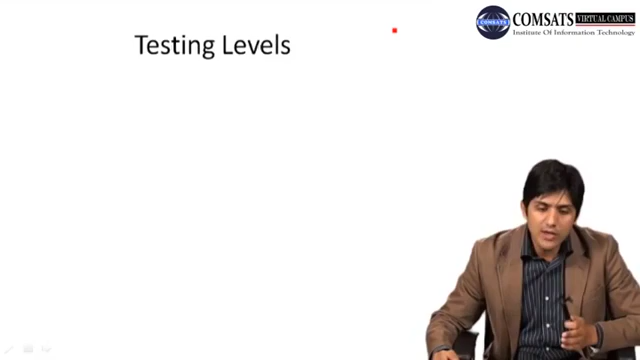 Testing Levels
COMSATS VIRTUAL CAMPUS
Institute Of Information Technology
COMSATS